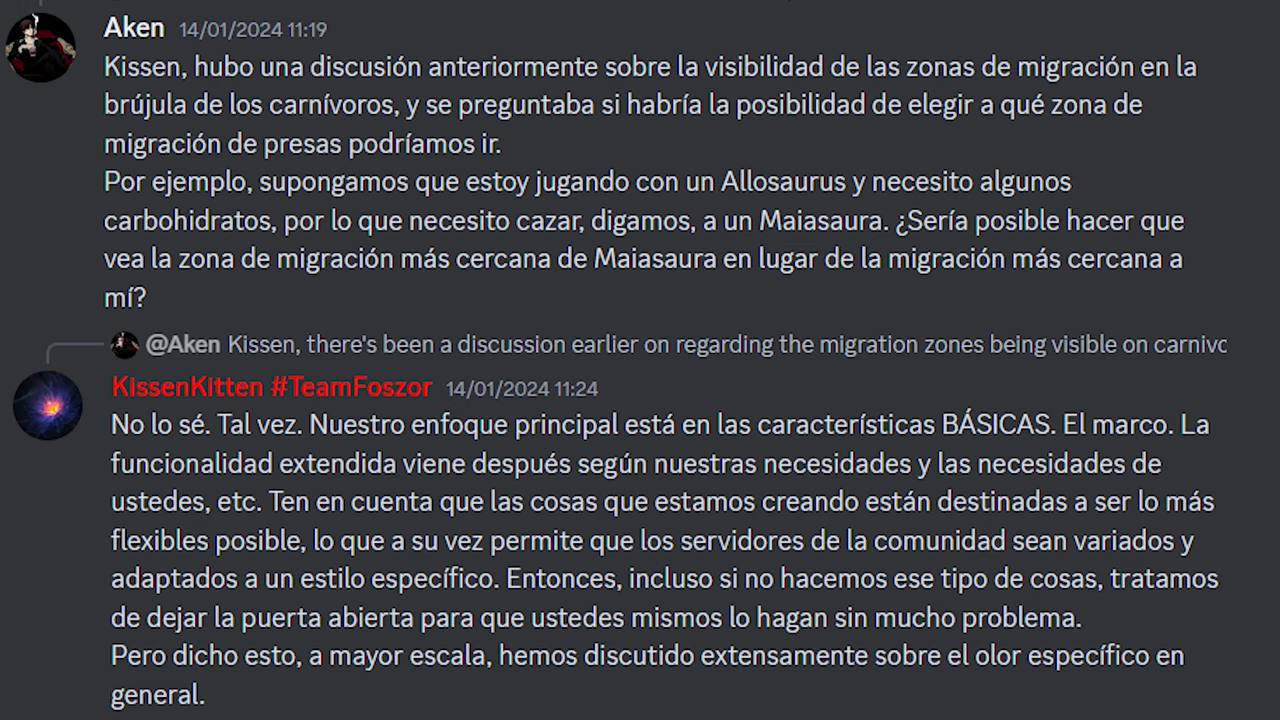 Aken 14/01/2024 11:19
Kissen, hubo una discusión anteriormente sobre la visibilidad de las zonas de migración en la
brújula de los carnívoros, y se preguntaba si habría la posibilidad de elegir a qué zona de
migración de presas podríamos ir.
Por ejemplo, supongamos que estoy jugando con un Allosaurus y necesito algunos
carbohidratos, por lo que necesito cazar, digamos, a un Maiasaura. ¿Sería posible hacer que
vea la zona de migración más cercana de Maiasaura en lugar de la migración más cercana a
mí?
@Aken Kissen, there's been a discussion earlier on regarding the migration zones being visible on carnivo
KissenKitten #TeamFoszor 14/01/2024 11:24
No lo sé. Tal vez. Nuestro enfoque principal está en las características BÁSICAS. El marco. La
funcionalidad extendida viene después según nuestras necesidades y las necesidades de
ustedes, etc. Ten en cuenta que las cosas que estamos creando están destinadas a ser lo más
flexibles posible, lo que a su vez permite que los servidores de la comunidad sean variados y
adaptados a un estilo específico. Entonces, incluso si no hacemos ese tipo de cosas, tratamos
de dejar la puerta abierta para que ustedes mismos lo hagan sin mucho problema.
Pero dicho esto, a mayor escala, hemos discutido extensamente sobre el olor específico en
general.